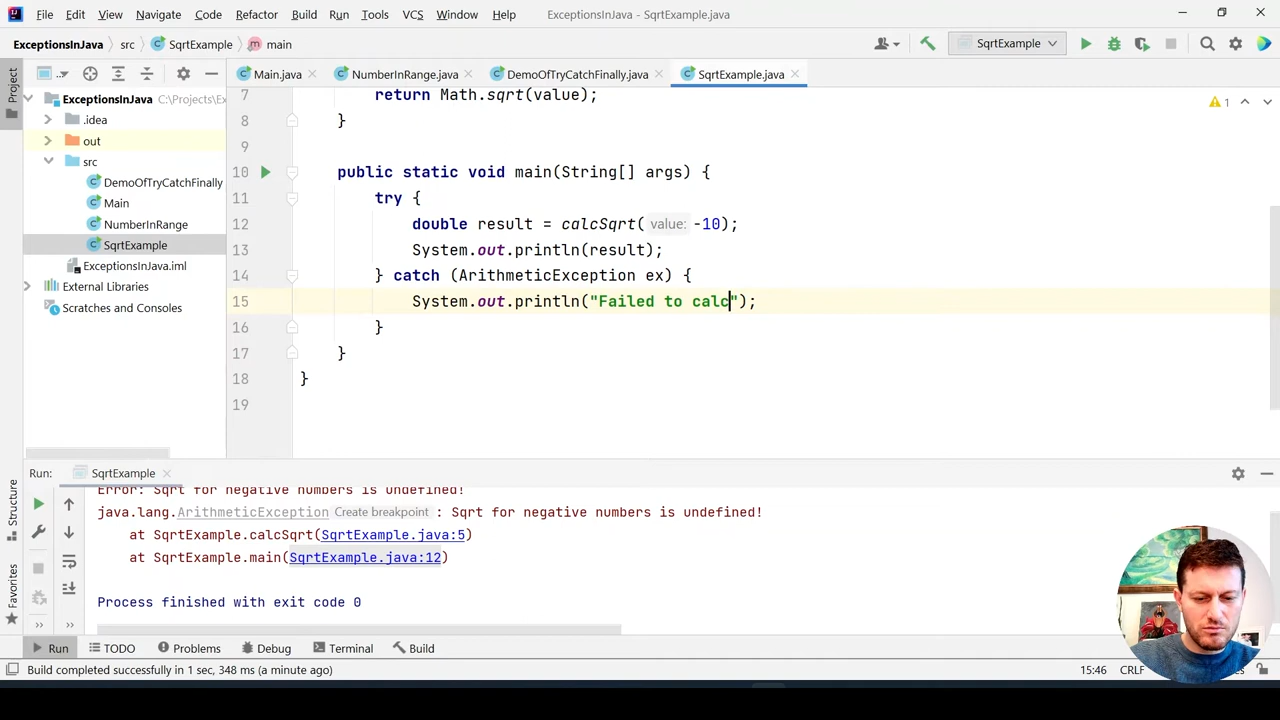 File Edit View Navigate Code Refactor Build Run Tools VCS Window Help ExceptionsInJava - SqrtExample.java
ExceptionsInJava src SqrtExample main SqrtExample
Project
Main.java NumberInRange.java DemoOfTryCatchFinally.java SqrtExample.java
ExceptionsInJava C:\Projects\Ex
.idea
out
src
DemoOfTryCatchFinally
Main
NumberInRange
SqrtExample
ExceptionsInJava.iml
External Libraries
Scratches and Consoles
1
7 return Math.sqrt(value);
8 }
9
10 public static void main(String[] args) {
11 try {
12 double result = calcSqrt( value: -10);
13 System.out.println(result);
14 } catch (ArithmeticException ex) {
15 System.out.println("Failed to calc");
16 }
17 }
18 }
19
Run: SqrtExample
Structure
Favorites
Error: Sqrt for negative numbers is undefined!
java.lang.ArithmeticException Create breakpoint : Sqrt for negative numbers is undefined!
at SqrtExample.calcSqrt(SqrtExample.java:5)
at SqrtExample.main(SqrtExample.java:12)
Process finished with exit code 0
Run TODO Problems Debug Terminal Build
Build completed successfully in 1 sec, 348 ms (a minute ago) 15:46 CRLF